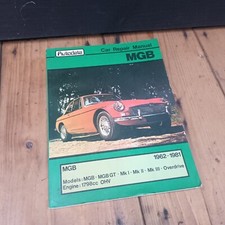 Autodata
Car Repair Manual
MGB
MGB
1962-1981
Models - MGB - MGB GT - Mk I - Mk II - Mk III - Overdrive
Engine - 1798cc OHV